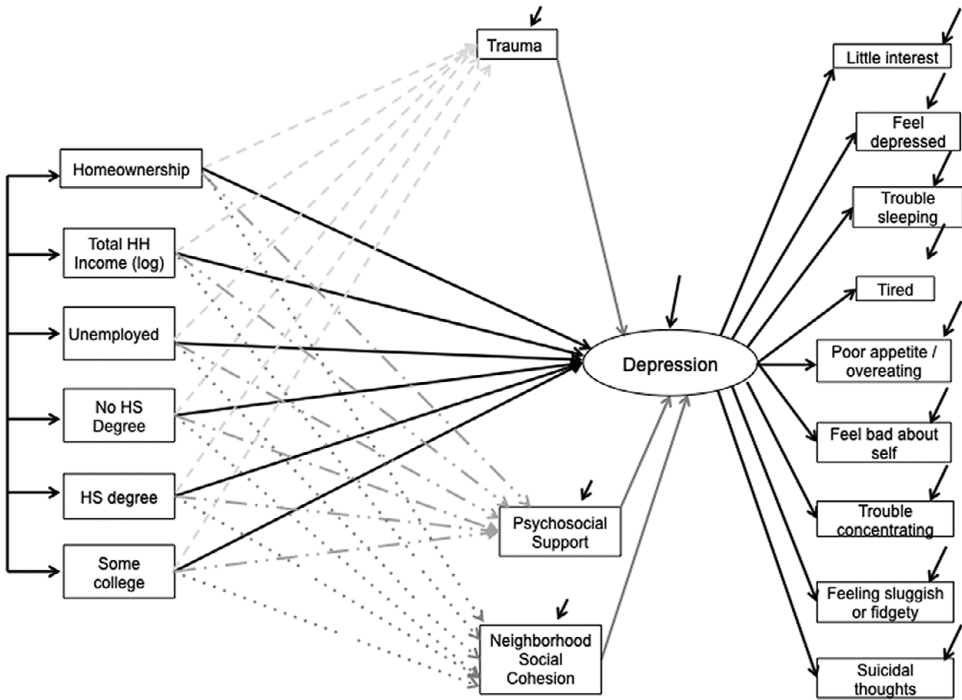 Trauma
Little interest
Feel
depressed
Homeownership
Trouble
sleeping
Total HH
Income (log)
Tired
Unemployed
Depression
Poor appetite /
overeating
No HS
Degree
Feel bad about
self
HS degree
Psychosocial
Support
Trouble
concentrating
Some
college
Feeling sluggish
or fidgety
Neighborhood
Social
Cohesion
Suicidal
thoughts